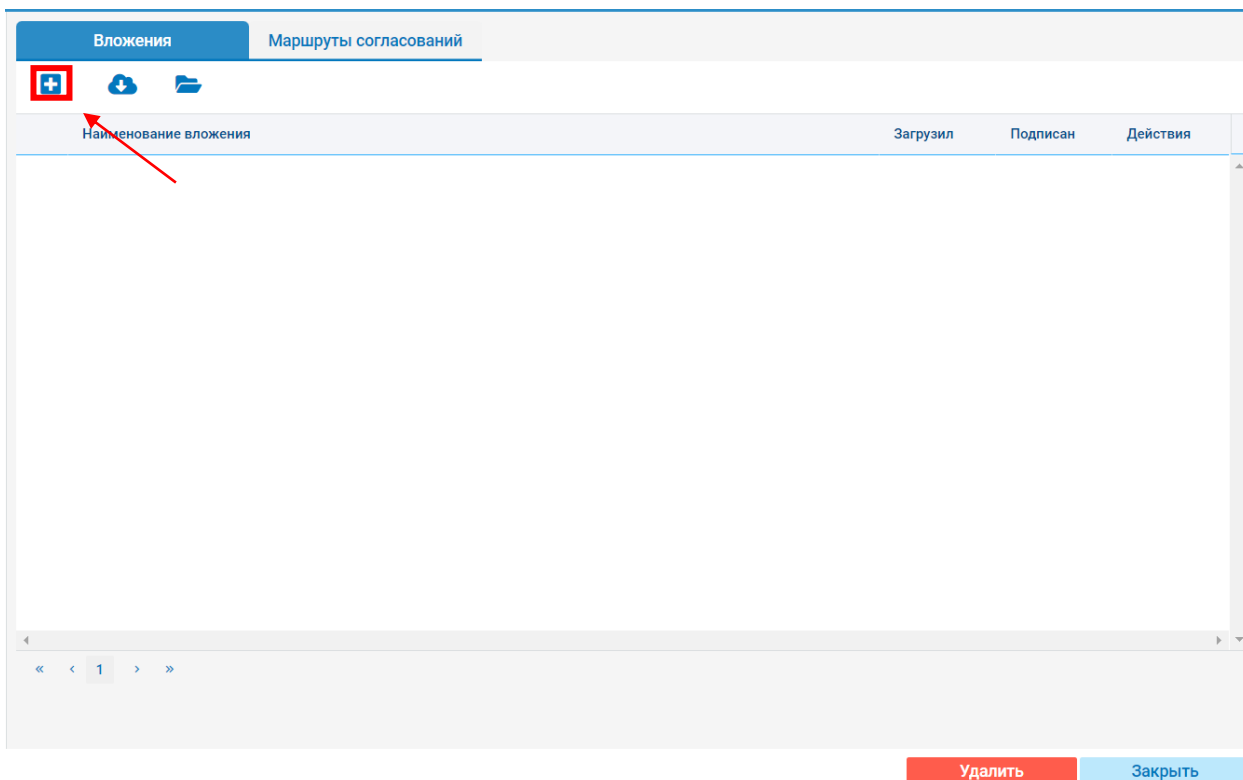 Вложения Маршруты согласований
Наименование вложения Загрузил Подписан Действия
« ‹ 1 › »
Удалить Закрыть